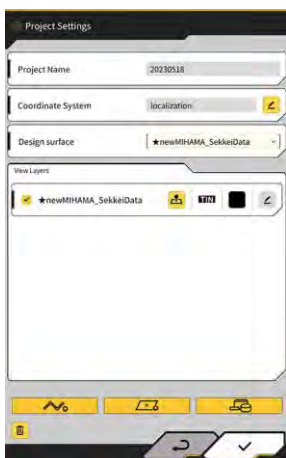 Project Settings
Project Name 20230518
Coordinate System localization
Design surface ★newMIHAMA_SekkeiData
View Layers
★newMIHAMA_SekkeiData TIN